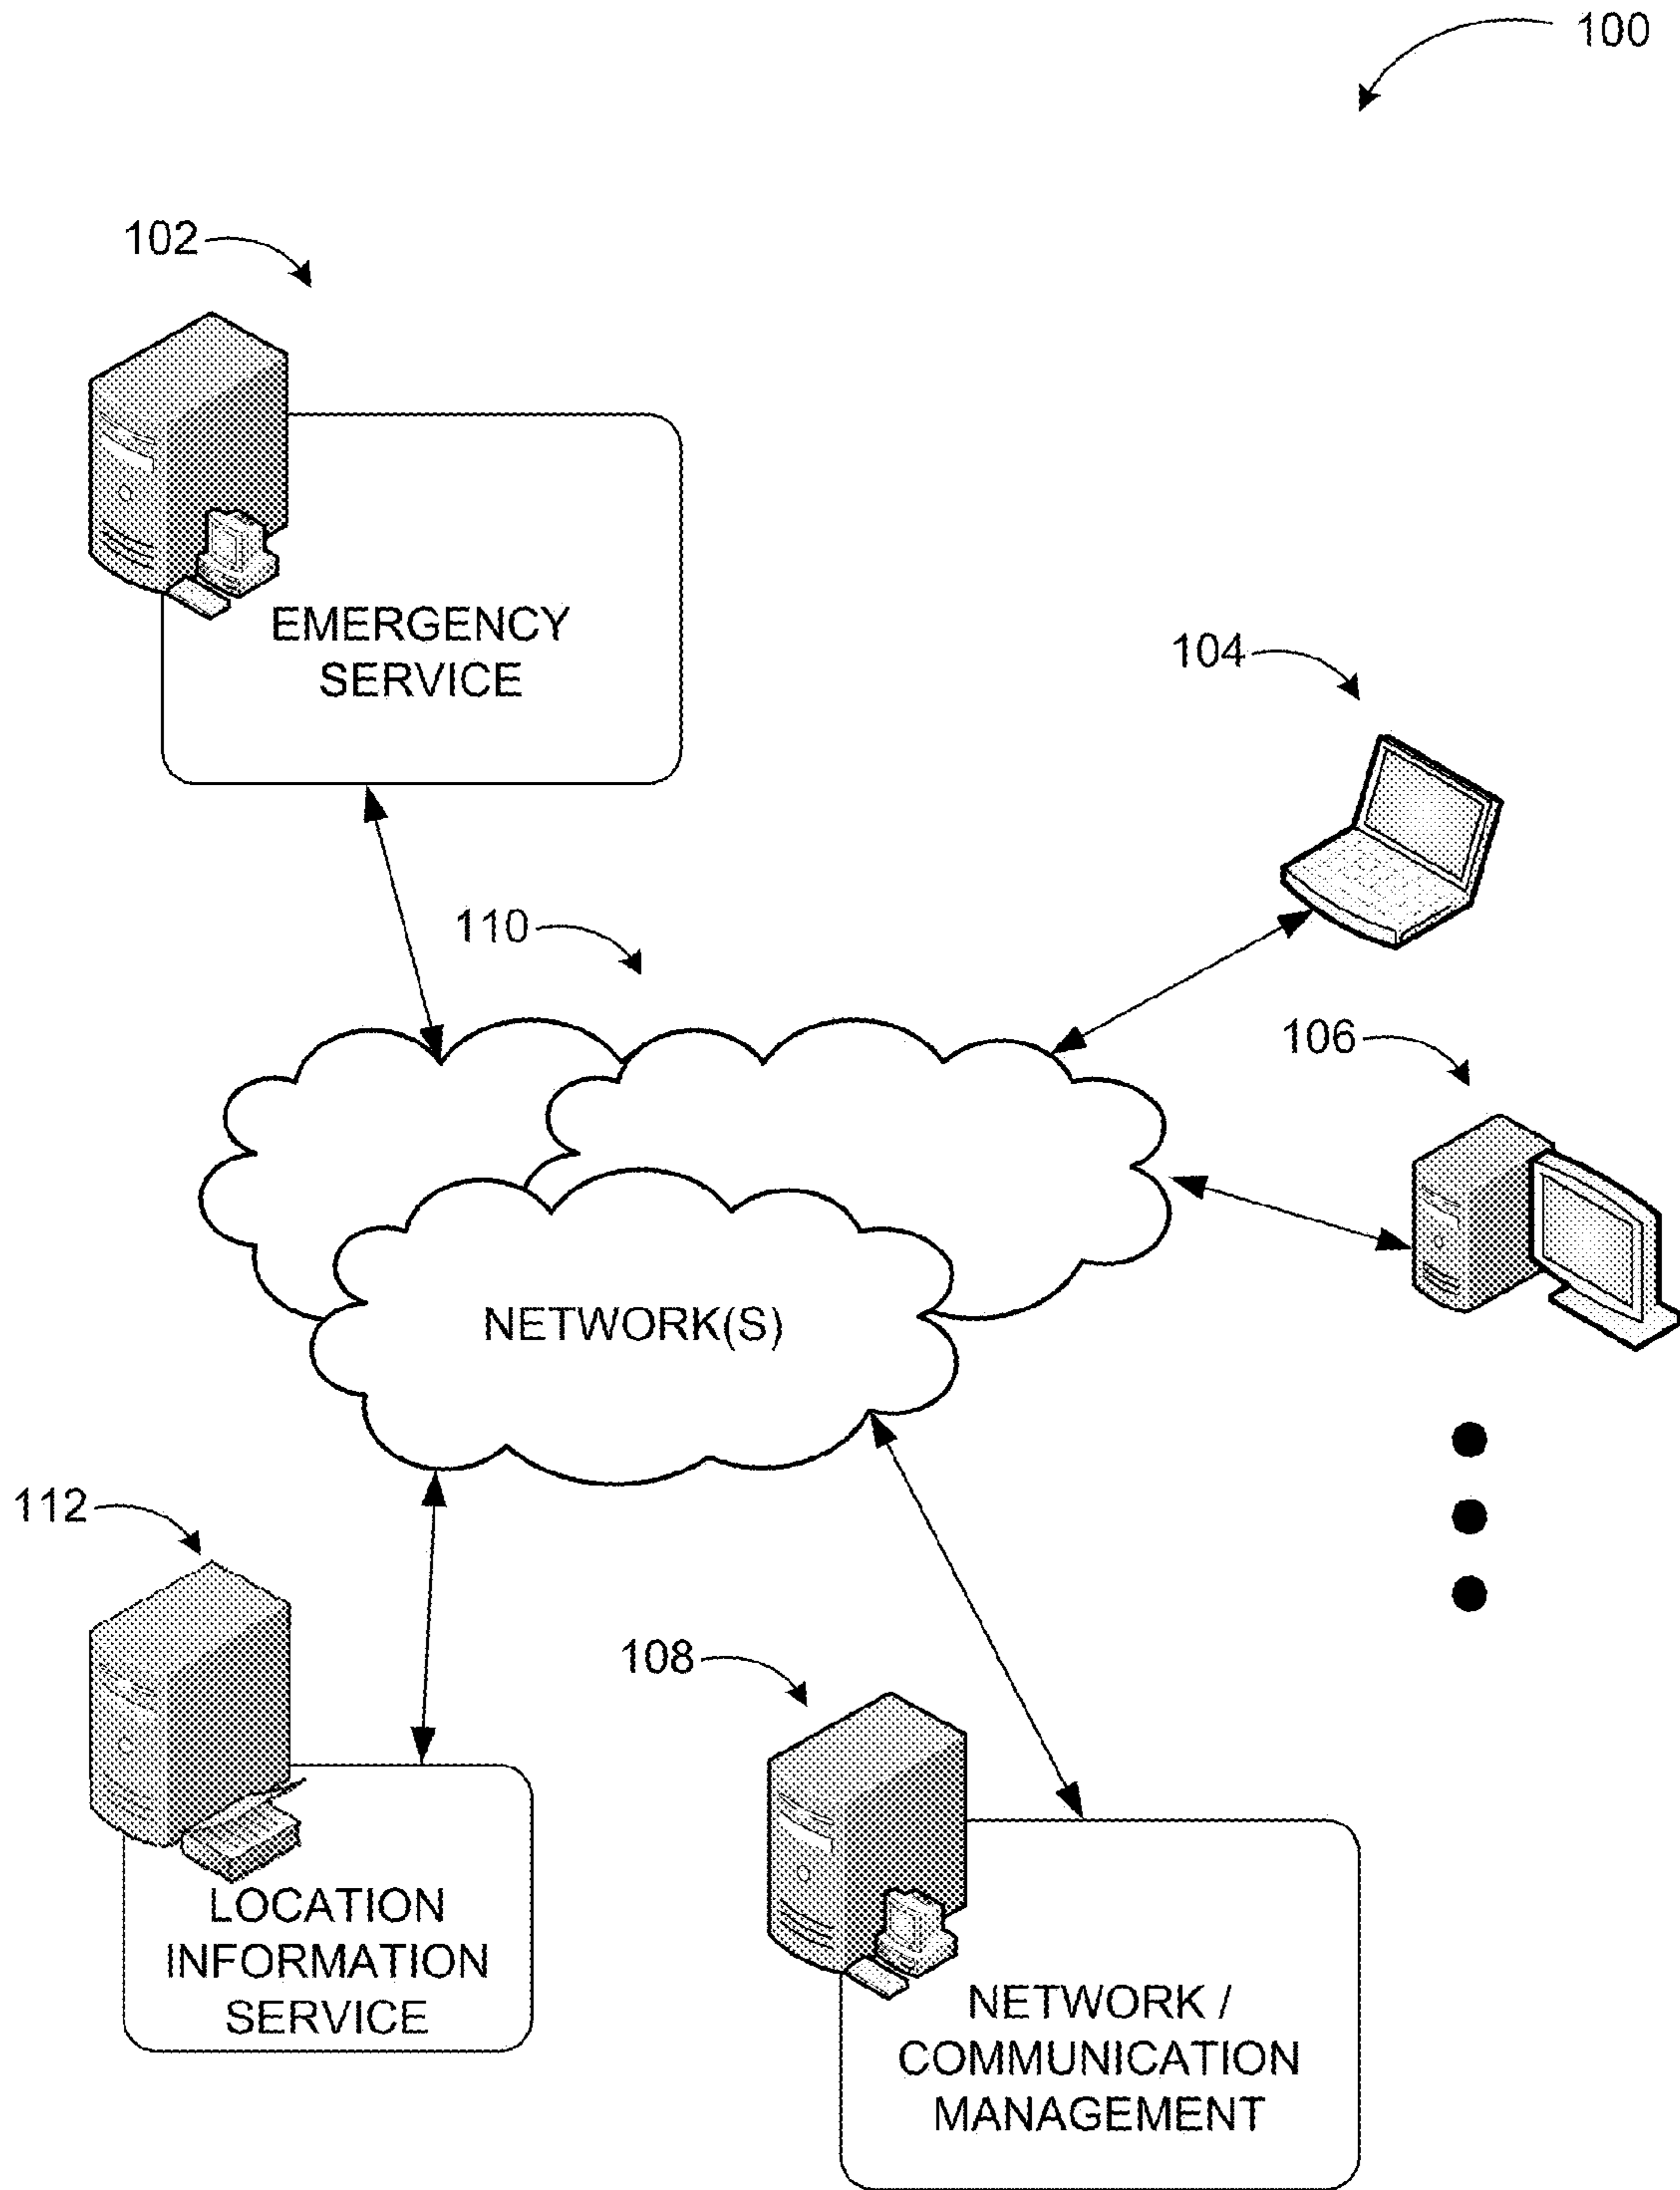 100
102
EMERGENCY
SERVICE
104
110
106
NETWORK(S)
112
LOCATION
INFORMATION
SERVICE
108
NETWORK /
COMMUNICATION
MANAGEMENT